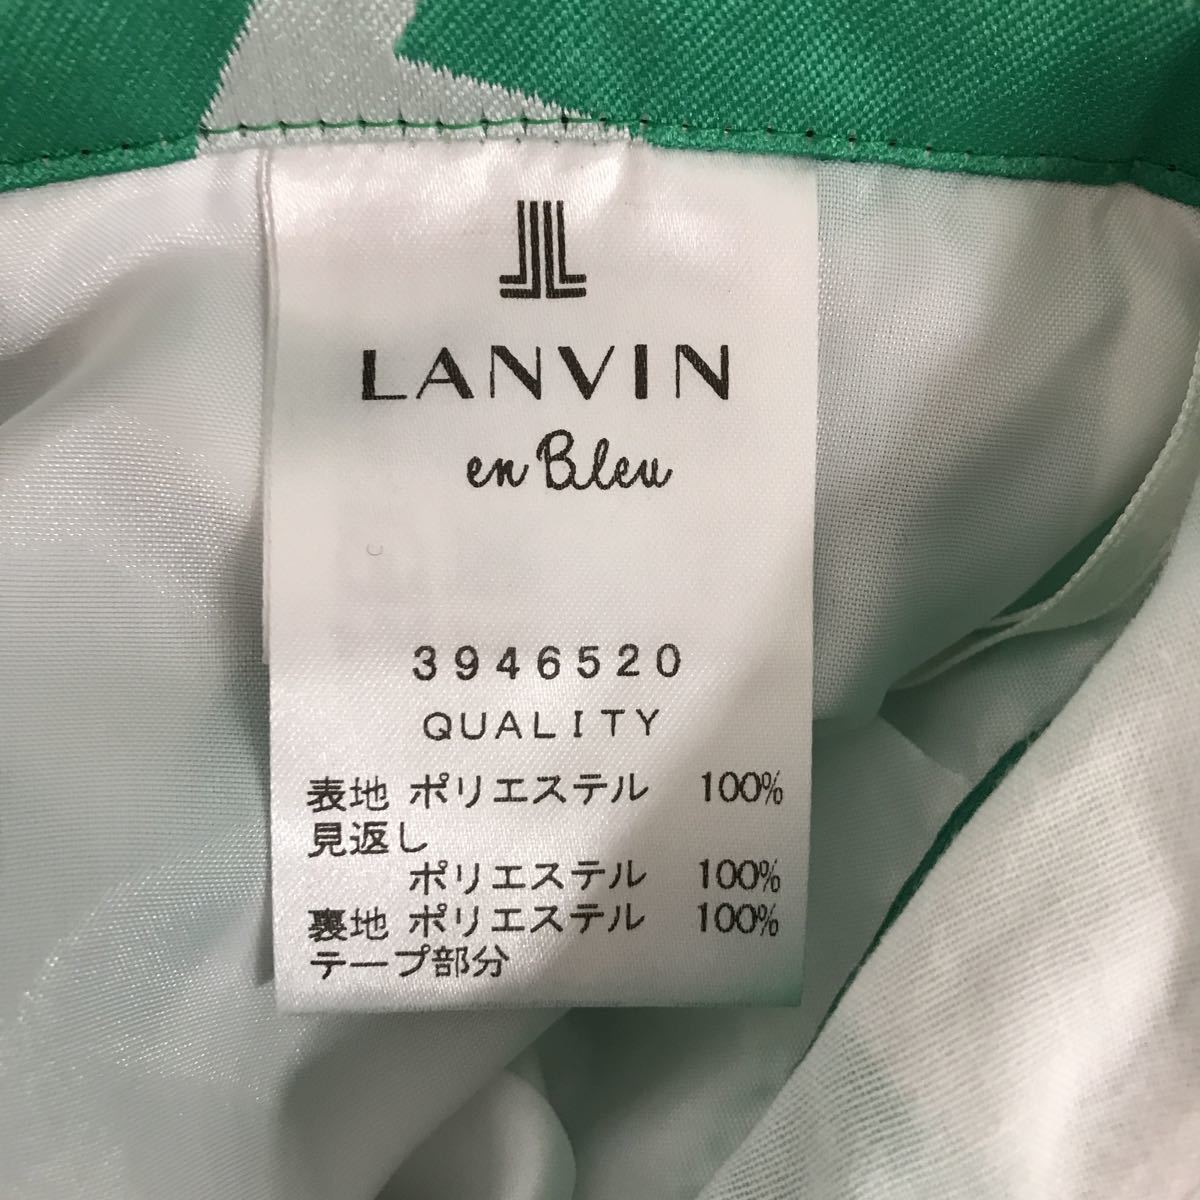 LANVIN
en Bleu
3946520
QUALITY
表地 ポリエステル 100%
見返し
ポリエステル 100%
裏地 ポリエステル 100%
テープ部分